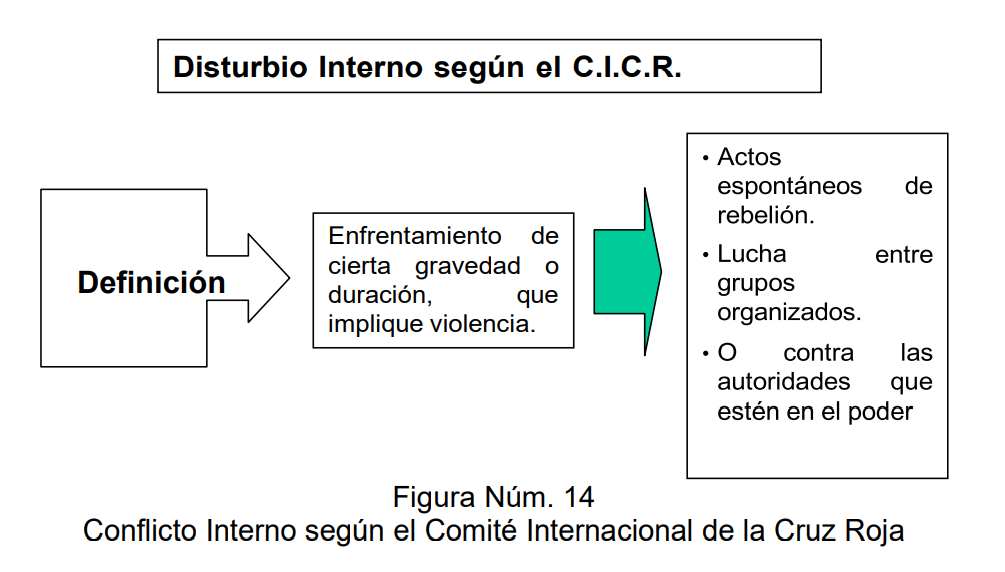 Disturbio Interno según el C.I.C.R.
Definición
Enfrentamiento de
cierta gravedad o
duración, que
implique violencia.
• Actos
espontáneos de
rebelión.
• Lucha entre
grupos
organizados.
• O contra las
autoridades que
estén en el poder
Figura Núm. 14
Conflicto Interno según el Comité Internacional de la Cruz Roja